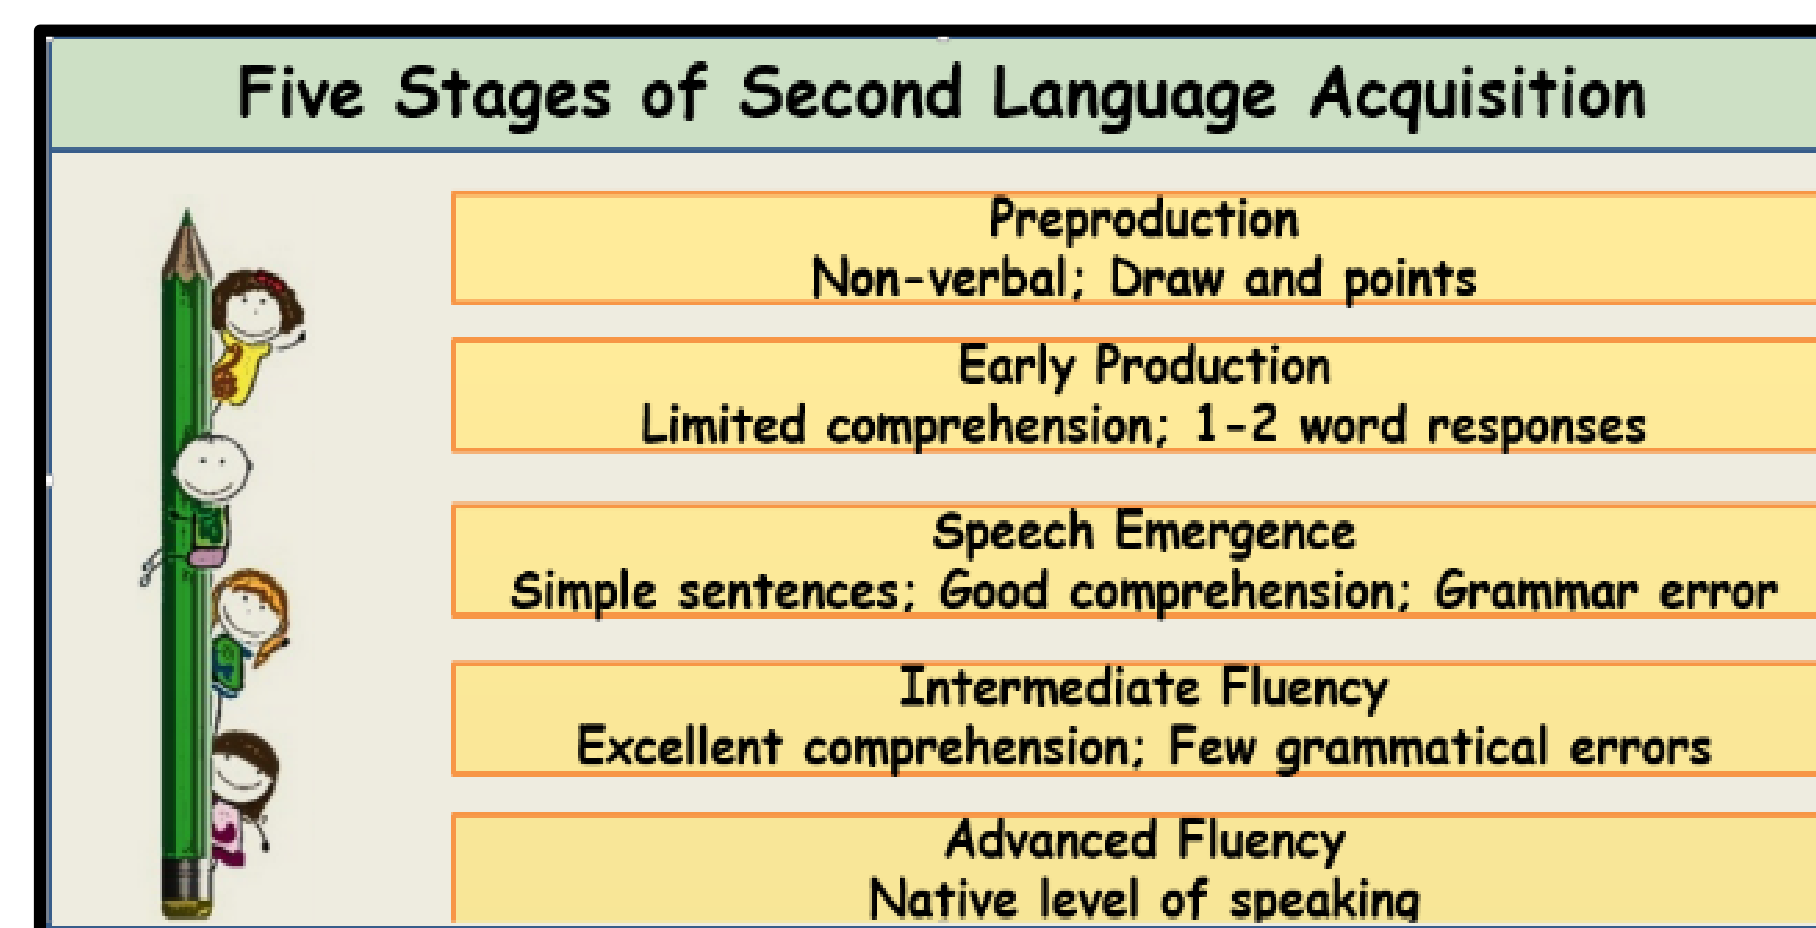 Five Stages of Second Language Acquisition
Preproduction
Non-verbal; Draw and points
Early Production
Limited comprehension; 1-2 word responses
Speech Emergence
Simple sentences; Good comprehension; Grammar error
Intermediate Fluency
Excellent comprehension; Few grammatical errors
Advanced Fluency
Native level of speaking